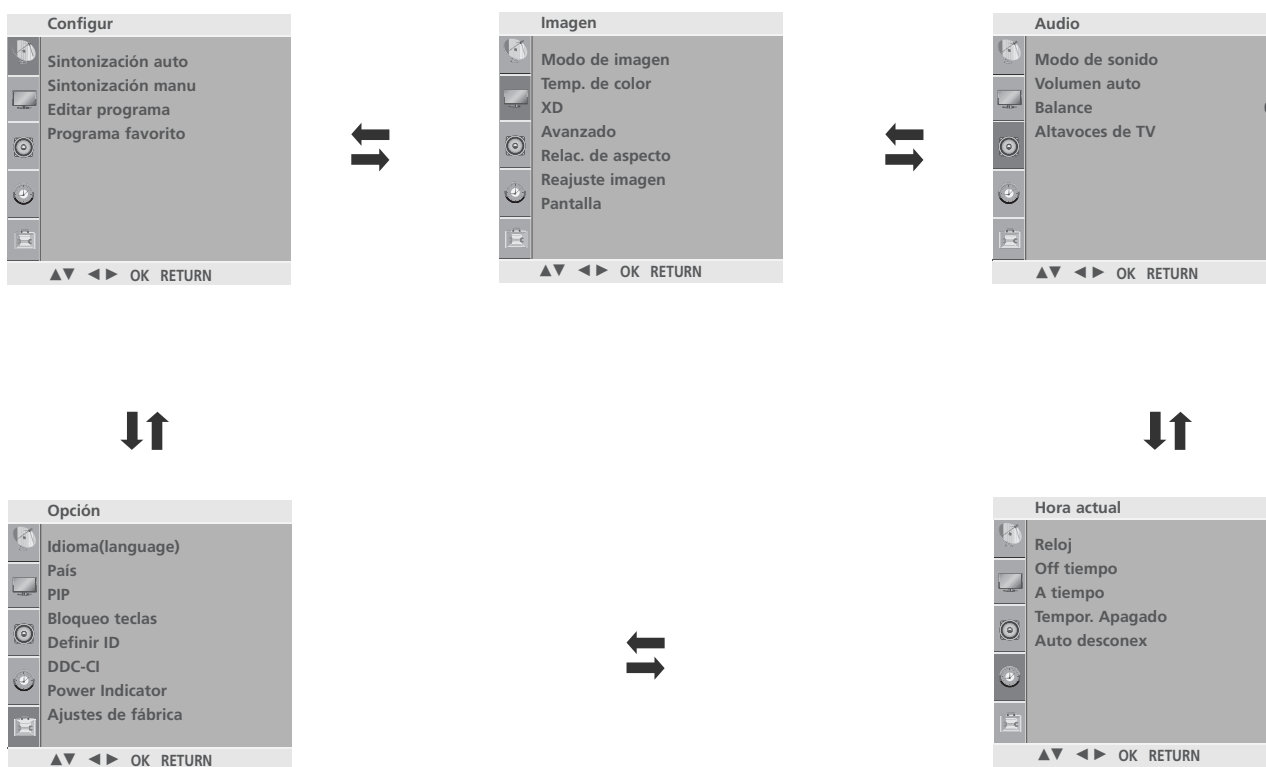 Configur
Sintonización auto
Sintonización manu
Editar programa
Programa favorito
▲▼ ◄► OK RETURN
Imagen
Modo de imagen
Temp. de color
XD
Avanzado
Relac. de aspecto
Reajuste imagen
Pantalla
▲▼ ◄► OK RETURN
Audio
Modo de sonido
Volumen auto
Balance
Altavoces de TV
▲▼ ◄► OK RETURN
Opción
Idioma(language)
País
PIP
Bloqueo teclas
Definir ID
DDC-CI
Power Indicator
Ajustes de fábrica
▲▼ ◄► OK RETURN
Hora actual
Reloj
Off tiempo
A tiempo
Tempor. Apagado
Auto desconex
▲▼ ◄► OK RETURN